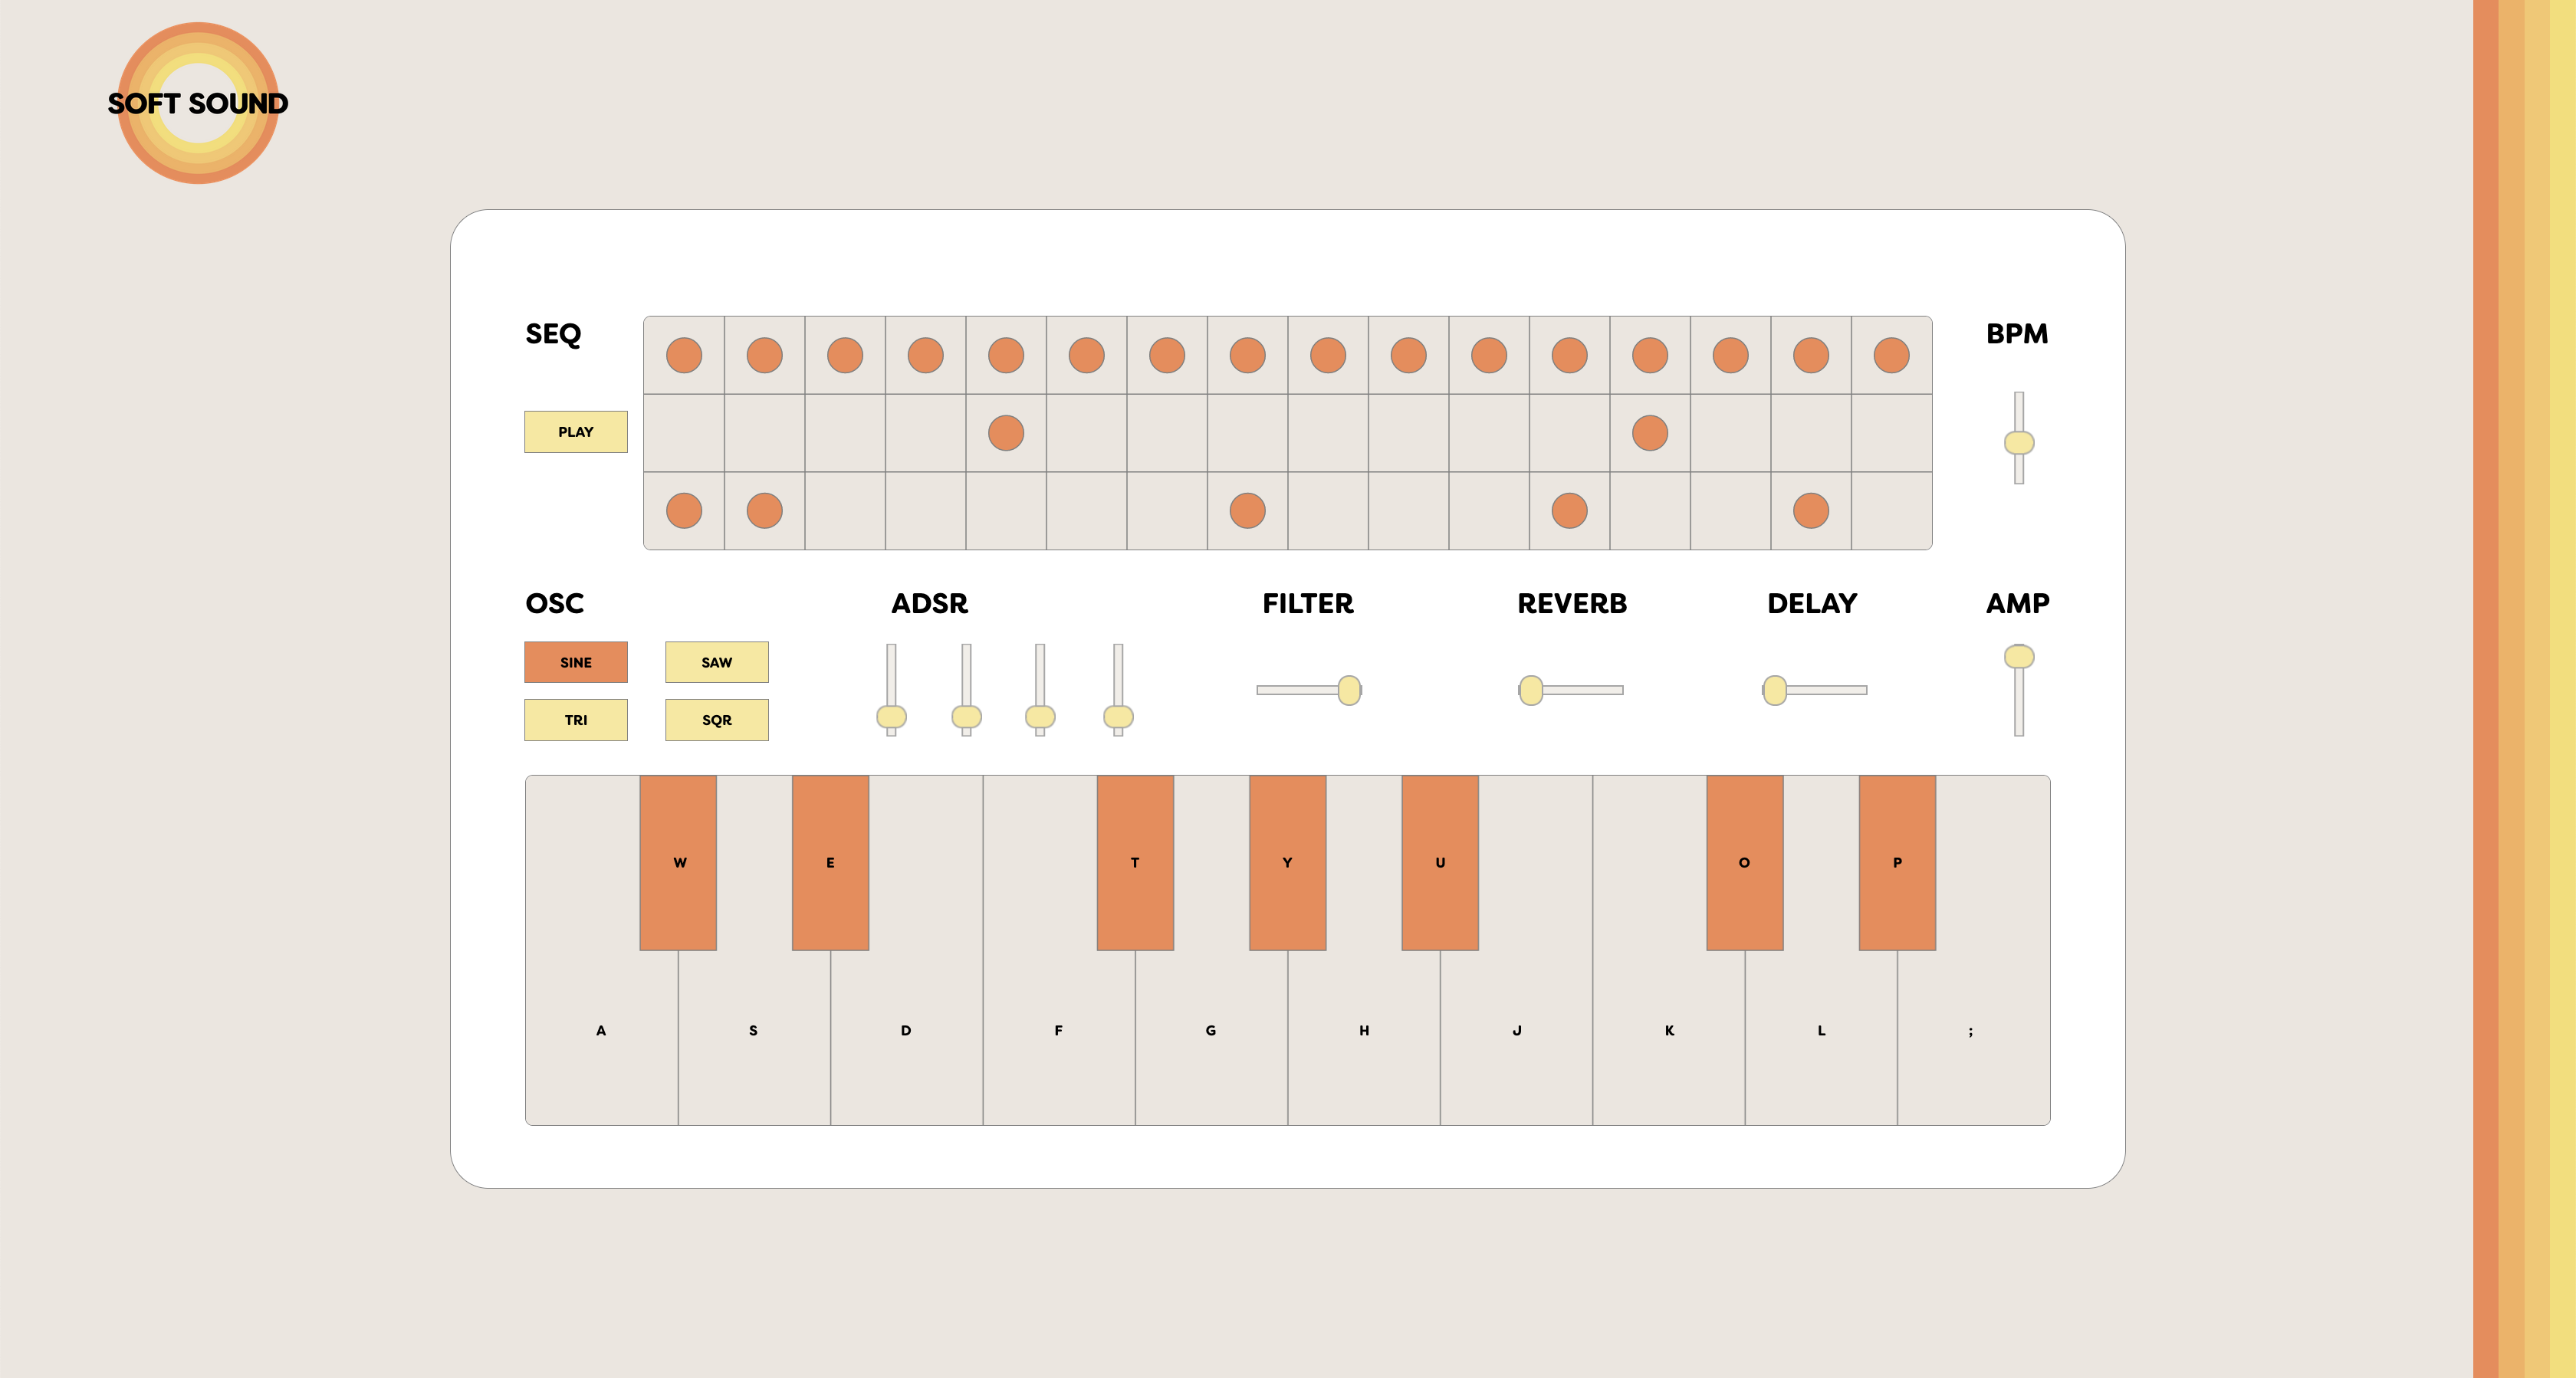 SOFT SOUND
SEQ
BPM
PLAY
OSC
ADSR
FILTER
REVERB
DELAY
AMP
SINE
SAW
TRI
SQR
W
E
T
Y
U
O
P
A
S
D
F
G
H
J
K
L
;